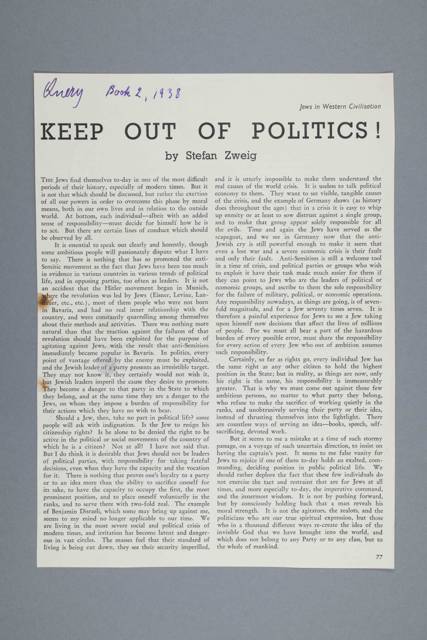 Query Book 2, 1938
Jews in Western Civilisation
KEEP OUT OF POLITICS!
by Stefan Zweig
THE Jews find themselves to-day in one of the most difficult
periods of their history, especially of modern times. But it
is not that which should be discussed, but rather the exertion
of all our powers in order to overcome this phase by moral
means, both in our own lives and in relation to the outside
world. At bottom, each individual—albeit with an added
sense of responsibility—must decide for himself how he is
to act. But there are certain lines of conduct which should
be observed by all.
It is essential to speak out clearly and honestly, though
some ambitious people will passionately dispute what I have
to say. There is nothing that has so promoted the anti-
Semitic movement as the fact that Jews have been too much
in evidence in various countries in various trends of political
life, and in opposing parties, too often as leaders. It is not
an accident that the Hitler movement began in Munich,
where the revolution was led by Jews (Eisner, Levine, Lan-
dauer, etc., etc.), most of them people who were not born
in Bavaria, and had no real inner relationship with the
country, and were constantly quarrelling among themselves
about their methods and activities. There was nothing more
natural than that the reaction against the failures of that
revolution should have been exploited for the purpose of
agitating against Jews, with the result that anti-Semitism
immediately became popular in Bavaria. In politics, every
point of vantage offered by the enemy must be exploited,
and the Jewish leader of a party presents an irresistible target.
They may not know it, they certainly would not wish it,
but Jewish leaders imperil the cause they desire to promote.
They become a danger to that party in the State to which
they belong, and at the same time they are a danger to the
Jews, on whom they impose a burden of responsibility for
their actions which they have no wish to bear.
Should a Jew, then, take no part in political life? some
people will ask with indignation. Is the Jew to resign his
citizenship rights? Is he alone to be denied the right to be
active in the political or social movements of the country of
which he is a citizen? Not at all! I have not said that.
But I do think it is desirable that Jews should not be leaders
of political parties, with responsibility for taking fateful
decisions, even when they have the capacity and the vocation
for it. There is nothing that proves one's loyalty to a party
or to an idea more than the ability to sacrifice oneself for
its sake, to have the capacity to occupy the first, the most
prominent position, and to place oneself voluntarily in the
ranks, and to serve there with two-fold zeal. The example
of Benjamin Disraeli, which some may bring up against me,
seems to my mind no longer applicable to our time. We
are living in the most severe social and political crisis of
modern times, and irritation has become latent and danger-
ous in vast circles. The masses feel that their standard of
living is being cut down, they see their security imperilled,
and it is utterly impossible to make them understand the
real causes of the world crisis. It is useless to talk political
economy to them. They want to see visible, tangible causes
of the crisis, and the example of Germany shows (as history
does throughout the ages) that in a crisis it is easy to whip
up enmity or at least to sow distrust against a single group,
and to make that group appear solely responsible for all
the evils. Time and again the Jews have served as the
scapegoat, and we see in Germany now that the anti-
Jewish cry is still powerful enough to make it seem that
even a lost war and a severe economic crisis is their fault
and only their fault. Anti-Semitism is still a welcome tool
in a time of crisis, and political parties or groups who wish
to exploit it have their task made much easier for them if
they can point to Jews who are the leaders of political or
economic groups, and ascribe to them the sole responsibility
for the failure of military, political, or economic operations.
Any responsibility nowadays, as things are going, is of seven-
fold magnitude, and for a Jew seventy times seven. It is
therefore a painful experience for Jews to see a Jew taking
upon himself now decisions that affect the lives of millions
of people. For we must all bear a part of the hazardous
burden of every possible error, must share the responsibility
for every action of every Jew who out of ambition assumes
such responsibility.
Certainly, so far as rights go, every individual Jew has
the same right as any other citizen to hold the highest
position in the State; but in reality, as things are now, only
his right is the same, his responsibility is immeasurably
greater. That is why we must come out against those few
ambitious persons, no matter to what party they belong,
who refuse to make the sacrifice of working quietly in the
ranks, and unobtrusively serving their party or their idea,
instead of thrusting themselves into the limelight. There
are countless ways of serving an idea—books, speech, self-
sacrificing, devoted work.
But it seems to me a mistake at a time of such stormy
passage, on a voyage of such uncertain direction, to insist on
having the captain's post. It seems to me false vanity for
Jews to rejoice if one of them to-day holds an exalted, com-
manding, deciding position in public political life. We
should rather deplore the fact that these few individuals do
not exercise the tact and restraint that are for Jews at all
times, and more especially to-day, the imperative command,
and the innermost wisdom. It is not by pushing forward,
but by consciously holding back that a man reveals his
moral strength. It is not the agitators, the zealots, and the
politicians who are our true spiritual expression, but those
who in a thousand different ways re-create the idea of the
invisible God that we have brought into the world, and
which does not belong to any Party or to any class, but to
the whole of mankind.
77